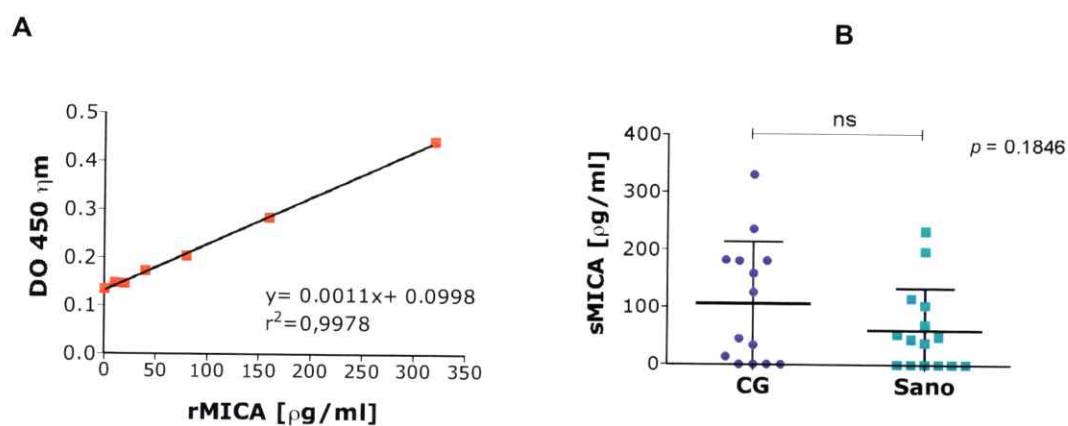 A
B
DO 450 ηm
0.5
0.4
0.3
0.2
0.1
0.0
y= 0.0011x+ 0.0998
r²=0,9978
0 50 100 150 200 250 300 350
rMICA [ρg/ml]
sMICA [ρg/ml]
ns
p = 0.1846
400
300
200
100
0
CG Sano